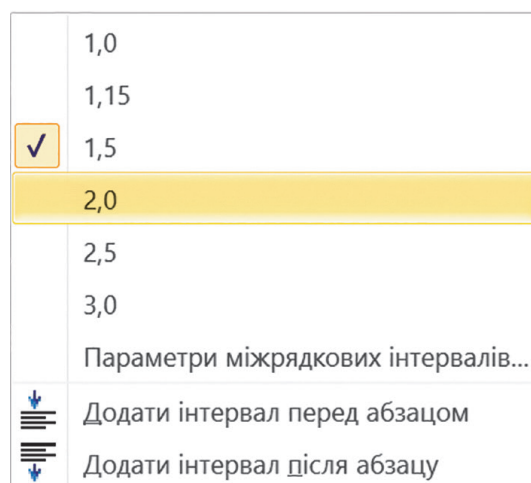 1,0
1,15
1,5
2,0
2,5
3,0
Параметри міжрядкових інтервалів...
Додати інтервал перед абзацом
Додати інтервал після абзацу